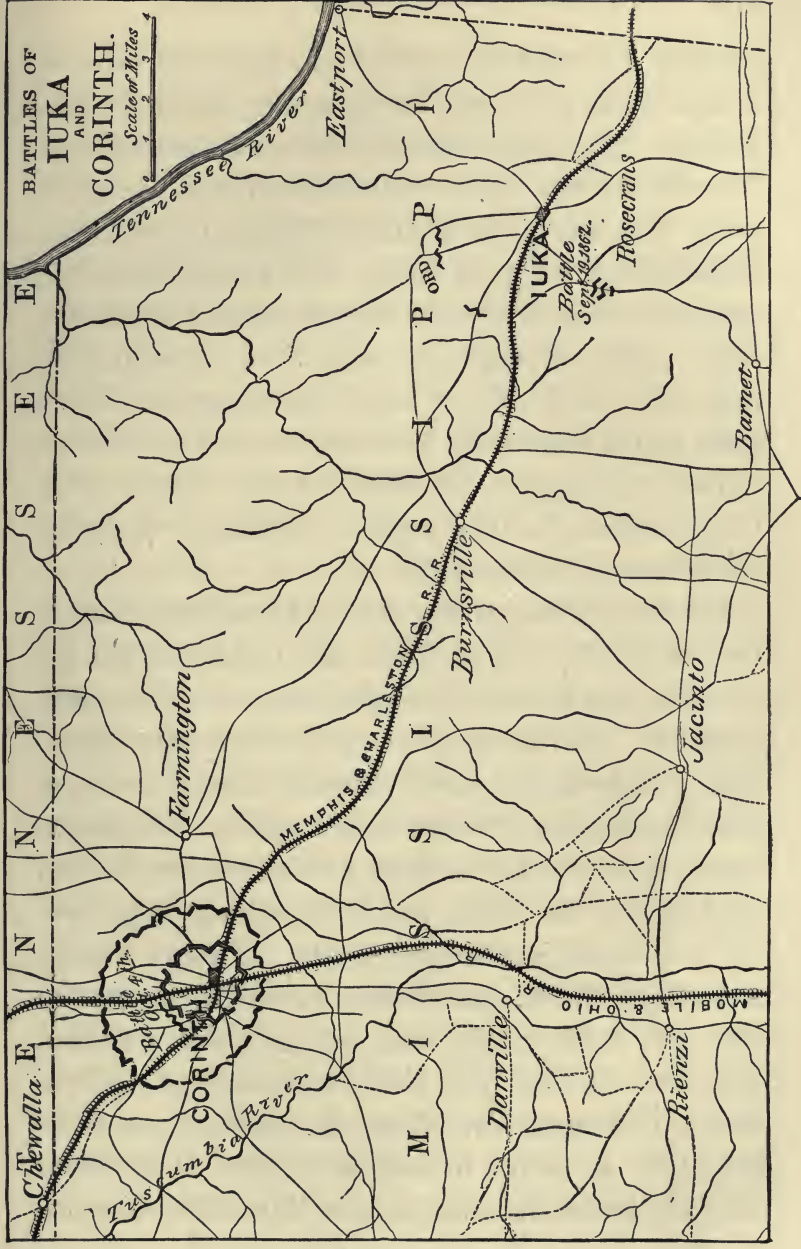 BATTLES OF
IUKA
AND
CORINTH.
Scale of Miles
0 1 2 3 4
TENNESSEE
MISSISSIPPI
Tennessee River
Eastport
Chewalla
Farmington
CORINTH
Tuscumbia River
MEMPHIS & CHARLESTON R. R.
Burnsville
ORD
IUKA
Battle
Sept. 19. 1862.
Rosecrans
Barnet
Jacinto
Danville
Rienzi
MOBILE & OHIO
R R